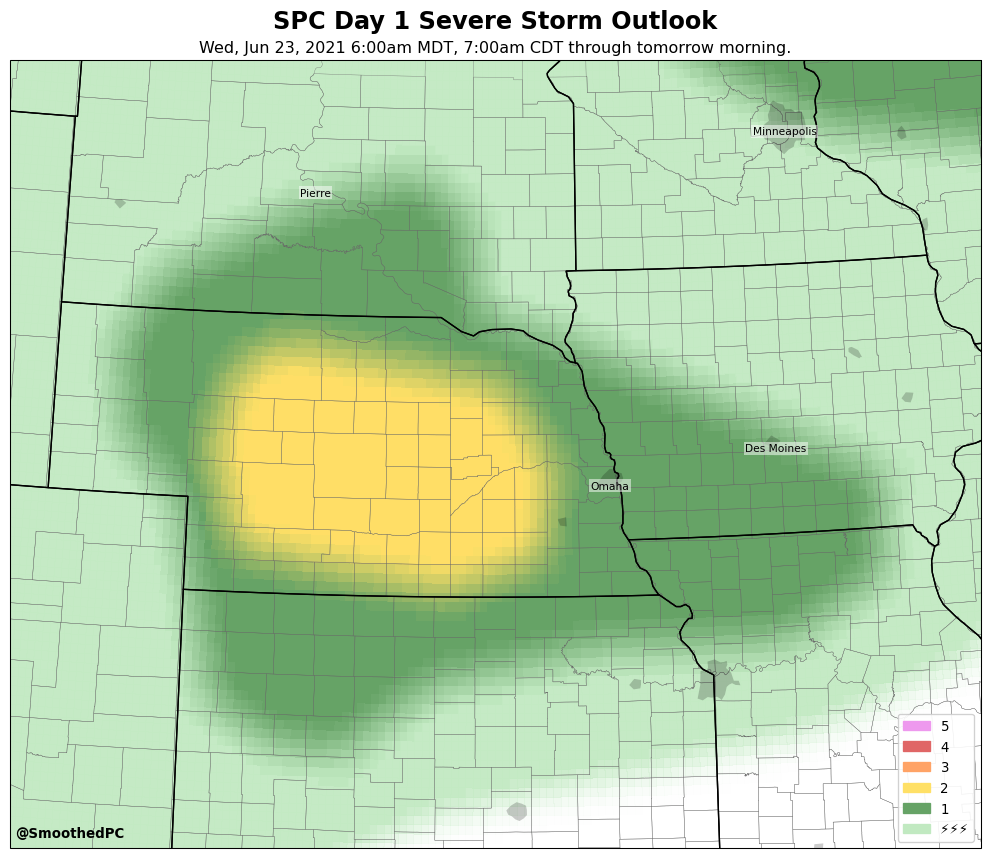 SPC Day 1 Severe Storm Outlook
Wed, Jun 23, 2021 6:00am MDT, 7:00am CDT through tomorrow morning.
Minneapolis
Pierre
Des Moines
Omaha
5
4
3
2
1
⚡⚡⚡
@SmoothedPC